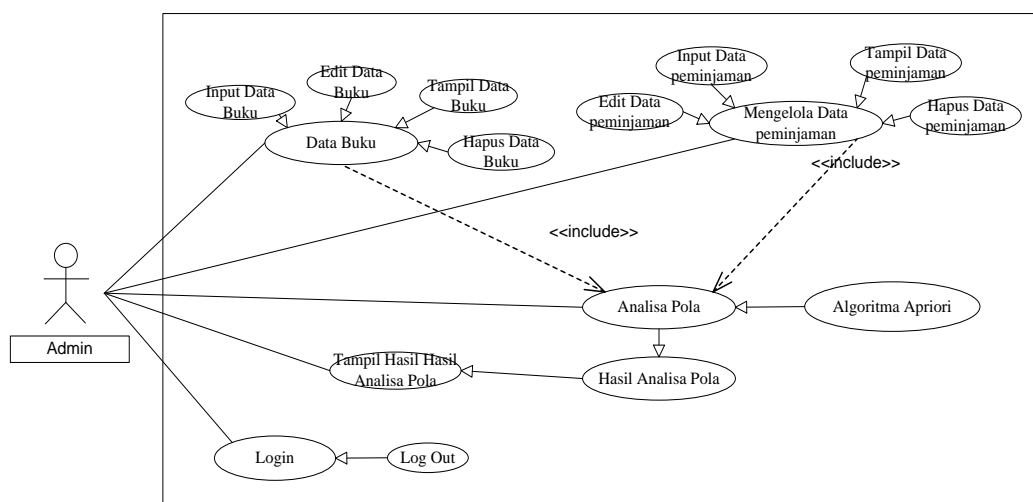 Input Data
Buku
Edit Data
Buku
Tampil Data
Buku
Hapus Data
Buku
Data Buku
Input Data
peminjaman
Tampil Data
peminjaman
Edit Data
peminjaman
Mengelola Data
peminjaman
Hapus Data
peminjaman
<<include>>
<<include>>
Admin
Analisa Pola
Algoritma Apriori
Tampil Hasil Hasil
Analisa Pola
Hasil Analisa Pola
Login
Log Out